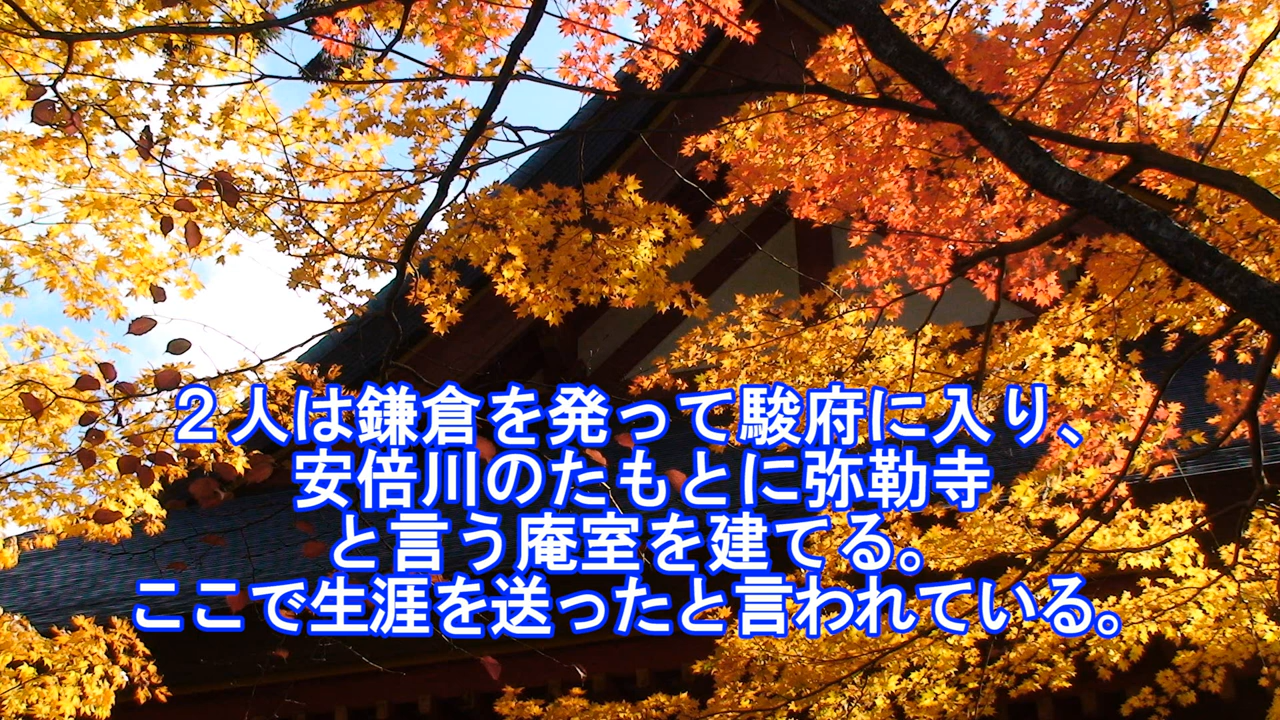 ２人は鎌倉を発って駿府に入り、
安倍川のたもとに弥勒寺
と言う庵室を建てる。
ここで生涯を送ったと言われている。